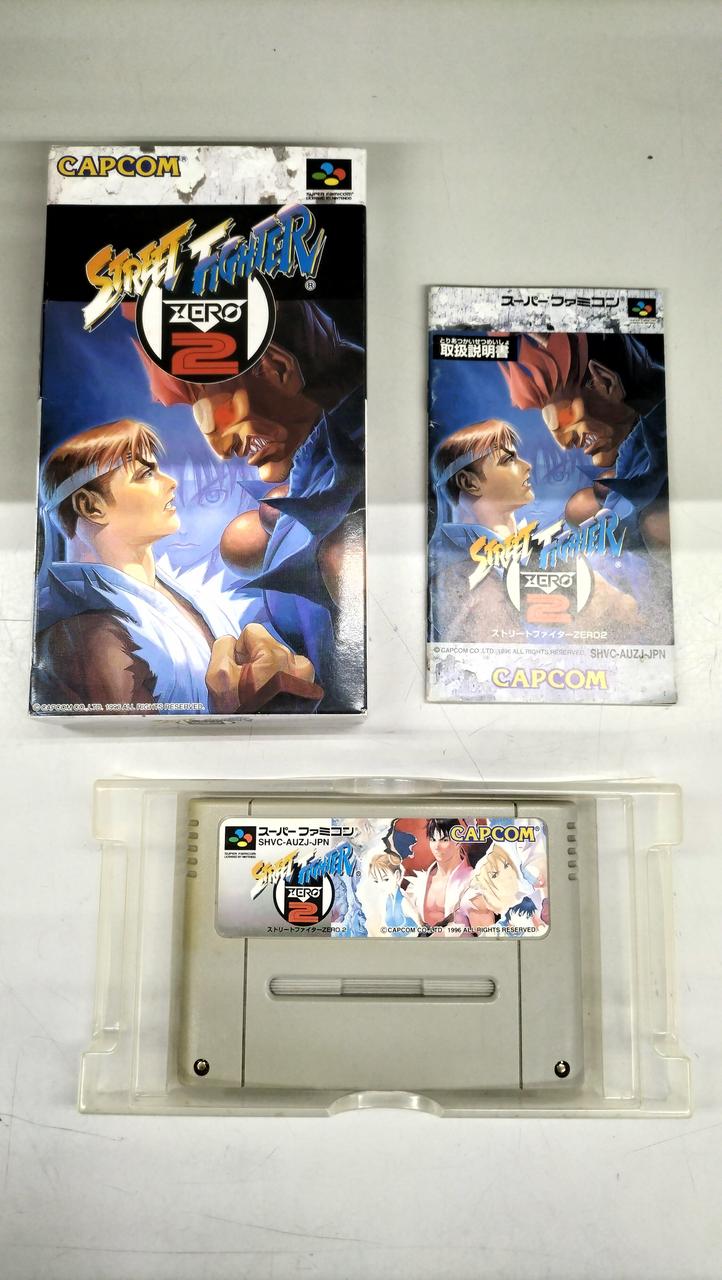 CAPCOM®
SUPER FAMICOM
LICENSED BY NINTENDO
STREET FIGHTER®
ZERO
2
© CAPCOM CO.,LTD. 1996 ALL RIGHTS RESERVED.
スーパーファミコン®
とりあつかいせつめいしょ
取扱説明書
STREET FIGHTER®
ZERO
2
ストリートファイターZERO2
© CAPCOM CO.,LTD. 1996 ALL RIGHTS RESERVED. SHVC-AUZJ-JPN
CAPCOM
スーパーファミコン
SHVC-AUZJ-JPN
CAPCOM®
SUPER FAMICOM
LICENSED BY NINTENDO
STREET FIGHTER®
ZERO
2
ストリートファイターZERO 2
© CAPCOM CO.,LTD. 1996 ALL RIGHTS RESERVED.